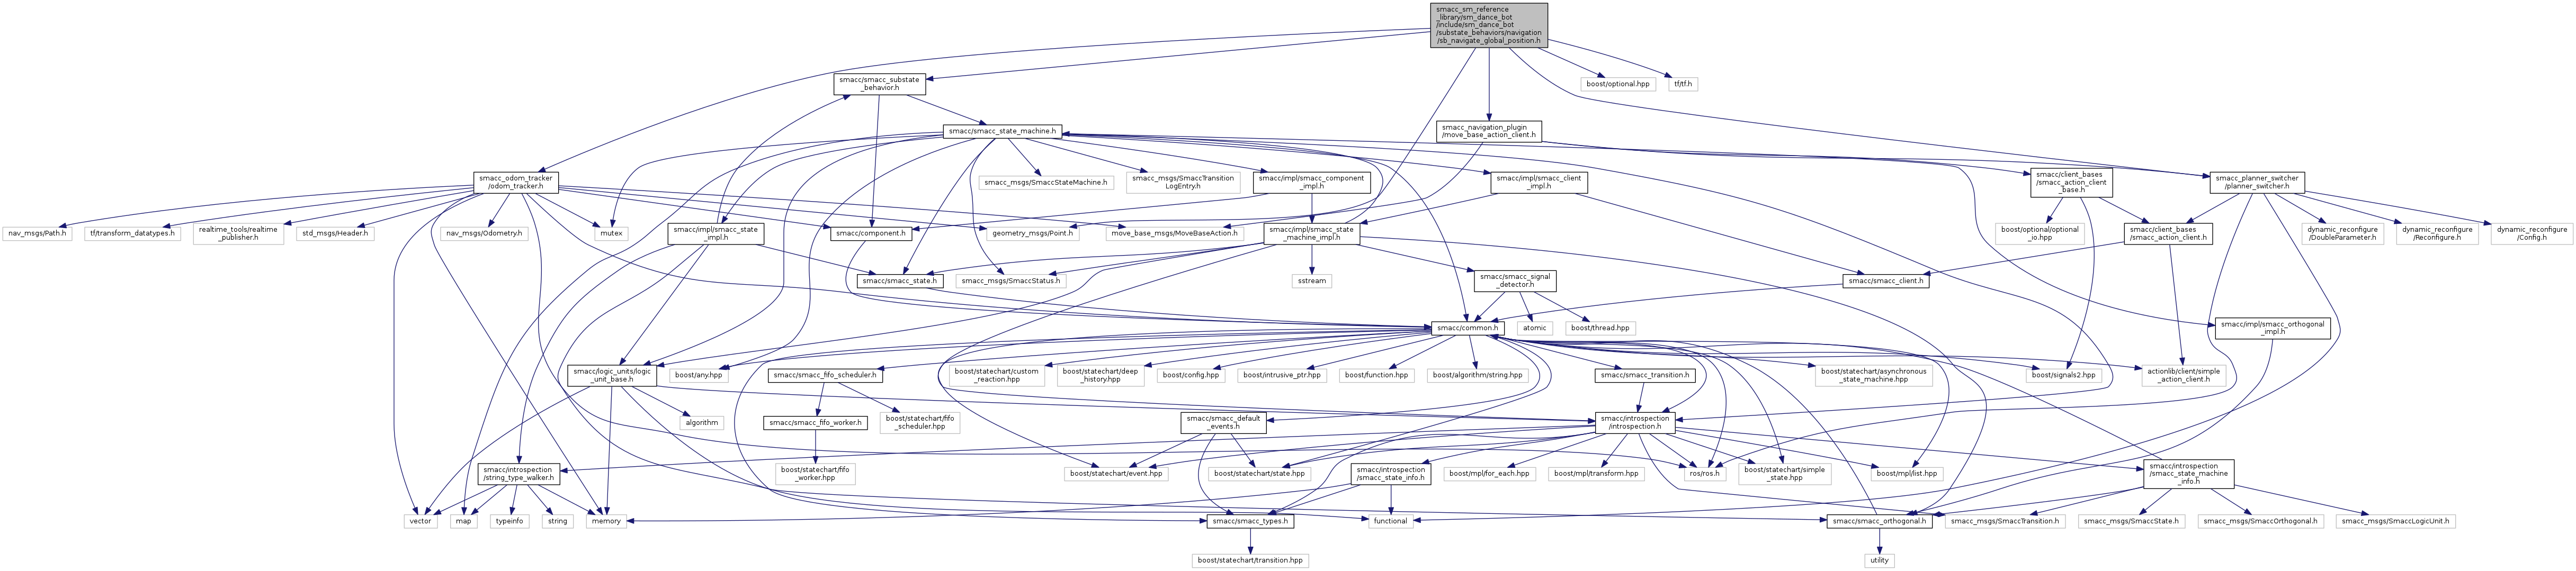 smacc_sm_reference
_library/sm_dance_bot
/include/sm_dance_bot
/substate_behaviors/navigation
/sb_navigate_global_position.h
smacc/smacc_substate
_behavior.h
boost/optional.hpp
tf/tf.h
smacc/smacc_state_machine.h
smacc_navigation_plugin
/move_base_action_client.h
smacc_odom_tracker
/odom_tracker.h
smacc_msgs/SmaccStateMachine.h
smacc_msgs/SmaccTransition
LogEntry.h
smacc/impl/smacc_component
_impl.h
smacc/impl/smacc_client
_impl.h
smacc/client_bases
/smacc_action_client
_base.h
smacc_planner_switcher
/planner_switcher.h
nav_msgs/Path.h
tf/transform_datatypes.h
realtime_tools/realtime
_publisher.h
std_msgs/Header.h
nav_msgs/Odometry.h
mutex
smacc/impl/smacc_state
_impl.h
smacc/component.h
geometry_msgs/Point.h
move_base_msgs/MoveBaseAction.h
smacc/impl/smacc_state
_machine_impl.h
boost/optional/optional
_io.hpp
smacc/client_bases
/smacc_action_client.h
dynamic_reconfigure
/DoubleParameter.h
dynamic_reconfigure
/Reconfigure.h
dynamic_reconfigure
/Config.h
smacc/smacc_state.h
smacc_msgs/SmaccStatus.h
sstream
smacc/smacc_signal
_detector.h
smacc/smacc_client.h
smacc/common.h
atomic
boost/thread.hpp
smacc/impl/smacc_orthogonal
_impl.h
smacc/logic_units/logic
_unit_base.h
boost/any.hpp
smacc/smacc_fifo_scheduler.h
boost/statechart/custom
_reaction.hpp
boost/statechart/deep
_history.hpp
boost/config.hpp
boost/intrusive_ptr.hpp
boost/function.hpp
boost/algorithm/string.hpp
smacc/smacc_transition.h
boost/statechart/asynchronous
_state_machine.hpp
boost/signals2.hpp
actionlib/client/simple
_action_client.h
algorithm
smacc/smacc_fifo_worker.h
boost/statechart/fifo
_scheduler.hpp
smacc/smacc_default
_events.h
smacc/introspection
/introspection.h
smacc/introspection
/string_type_walker.h
boost/statechart/fifo
_worker.hpp
boost/statechart/event.hpp
boost/statechart/state.hpp
smacc/introspection
/smacc_state_info.h
boost/mpl/for_each.hpp
boost/mpl/transform.hpp
ros/ros.h
boost/statechart/simple
_state.hpp
boost/mpl/list.hpp
smacc/introspection
/smacc_state_machine
_info.h
vector
map
typeinfo
string
memory
smacc/smacc_types.h
functional
smacc/smacc_orthogonal.h
smacc_msgs/SmaccTransition.h
smacc_msgs/SmaccState.h
smacc_msgs/SmaccOrthogonal.h
smacc_msgs/SmaccLogicUnit.h
boost/statechart/transition.hpp
utility